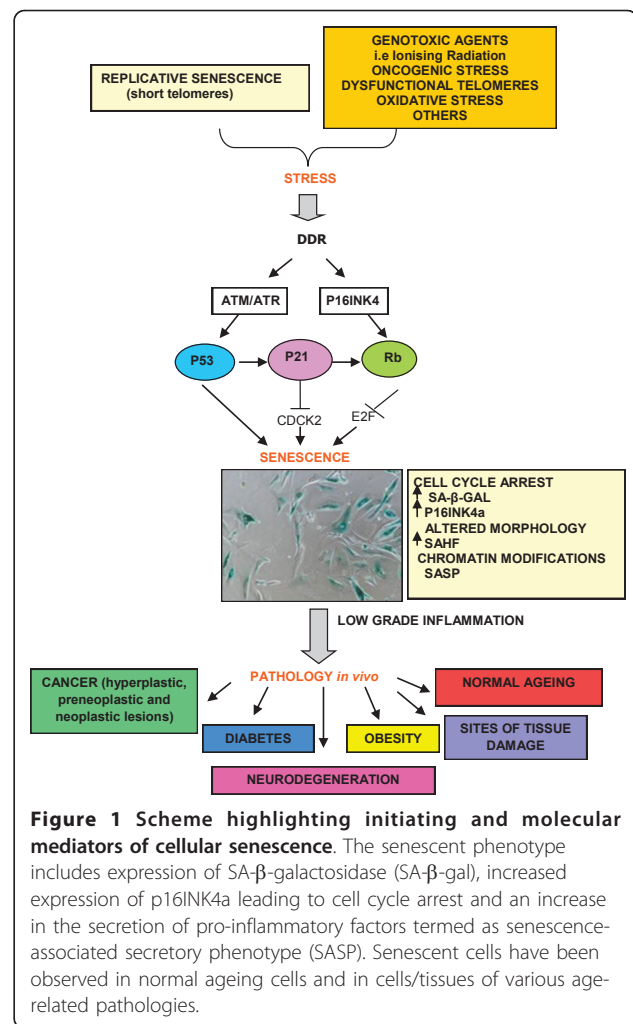 REPLICATIVE SENESCENCE
(short telomeres)
GENOTOXIC AGENTS
i.e Ionising Radiation
ONCOGENIC STRESS
DYSFUNCTIONAL TELOMERES
OXIDATIVE STRESS
OTHERS
STRESS
DDR
ATM/ATR
P16INK4
P53
P21
Rb
CDCK2
E2F
SENESCENCE
CELL CYCLE ARREST
SA-β-GAL
P16INK4a
ALTERED MORPHOLOGY
SAHF
CHROMATIN MODIFICATIONS
SASP
LOW GRADE INFLAMMATION
PATHOLOGY in vivo
CANCER (hyperplastic,
preneoplastic and
neoplastic lesions)
NORMAL AGEING
DIABETES
OBESITY
SITES OF TISSUE
DAMAGE
NEURODEGENERATION
Figure 1 Scheme highlighting initiating and molecular
mediators of cellular senescence. The senescent phenotype
includes expression of SA-β-galactosidase (SA-β-gal), increased
expression of p16INK4a leading to cell cycle arrest and an increase
in the secretion of pro-inflammatory factors termed as senescence-
associated secretory phenotype (SASP). Senescent cells have been
observed in normal ageing cells and in cells/tissues of various age-
related pathologies.